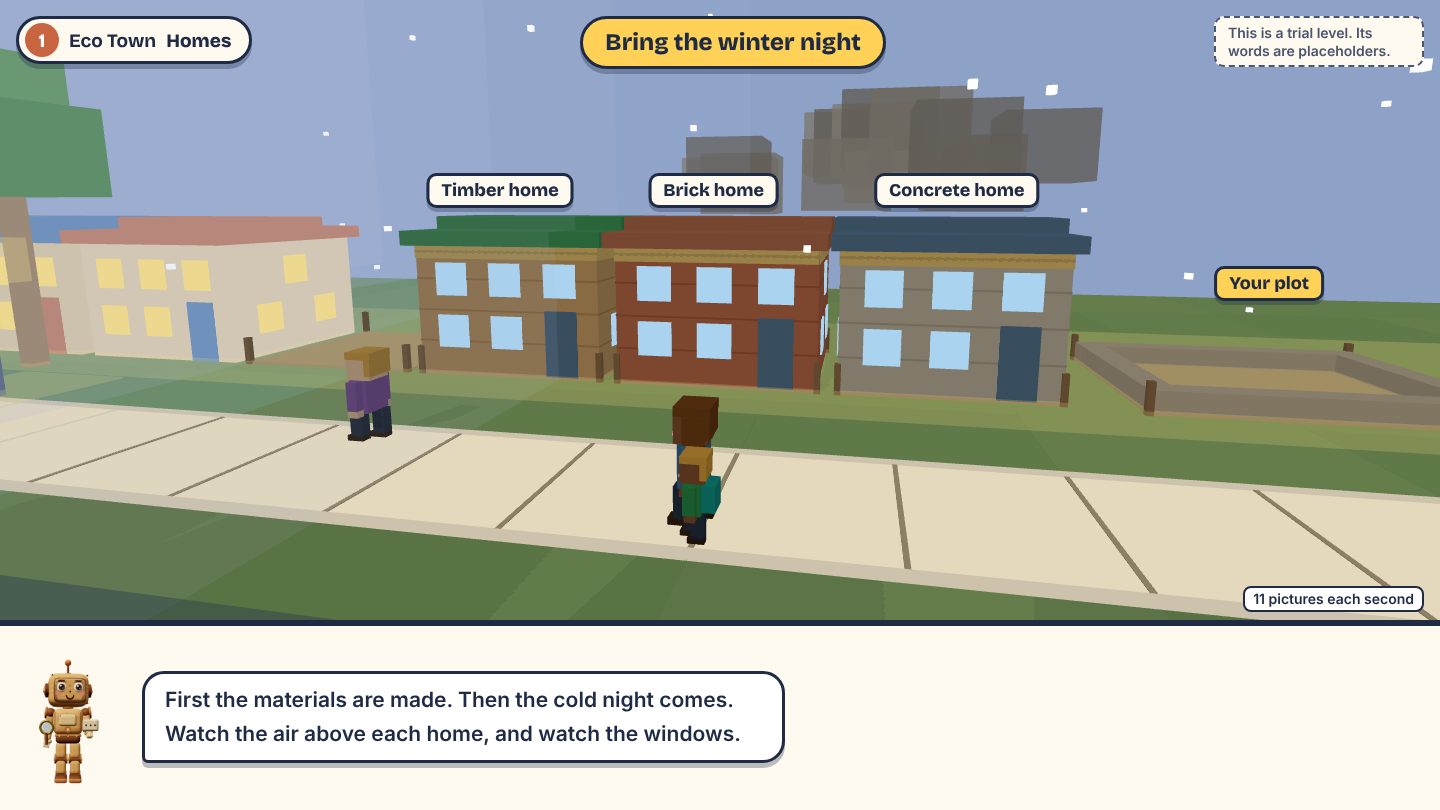 1 Eco Town Homes
Bring the winter night
This is a trial level. Its
words are placeholders.
Timber home
Brick home
Concrete home
Your plot
11 pictures each second
First the materials are made. Then the cold night comes.
Watch the air above each home, and watch the windows.